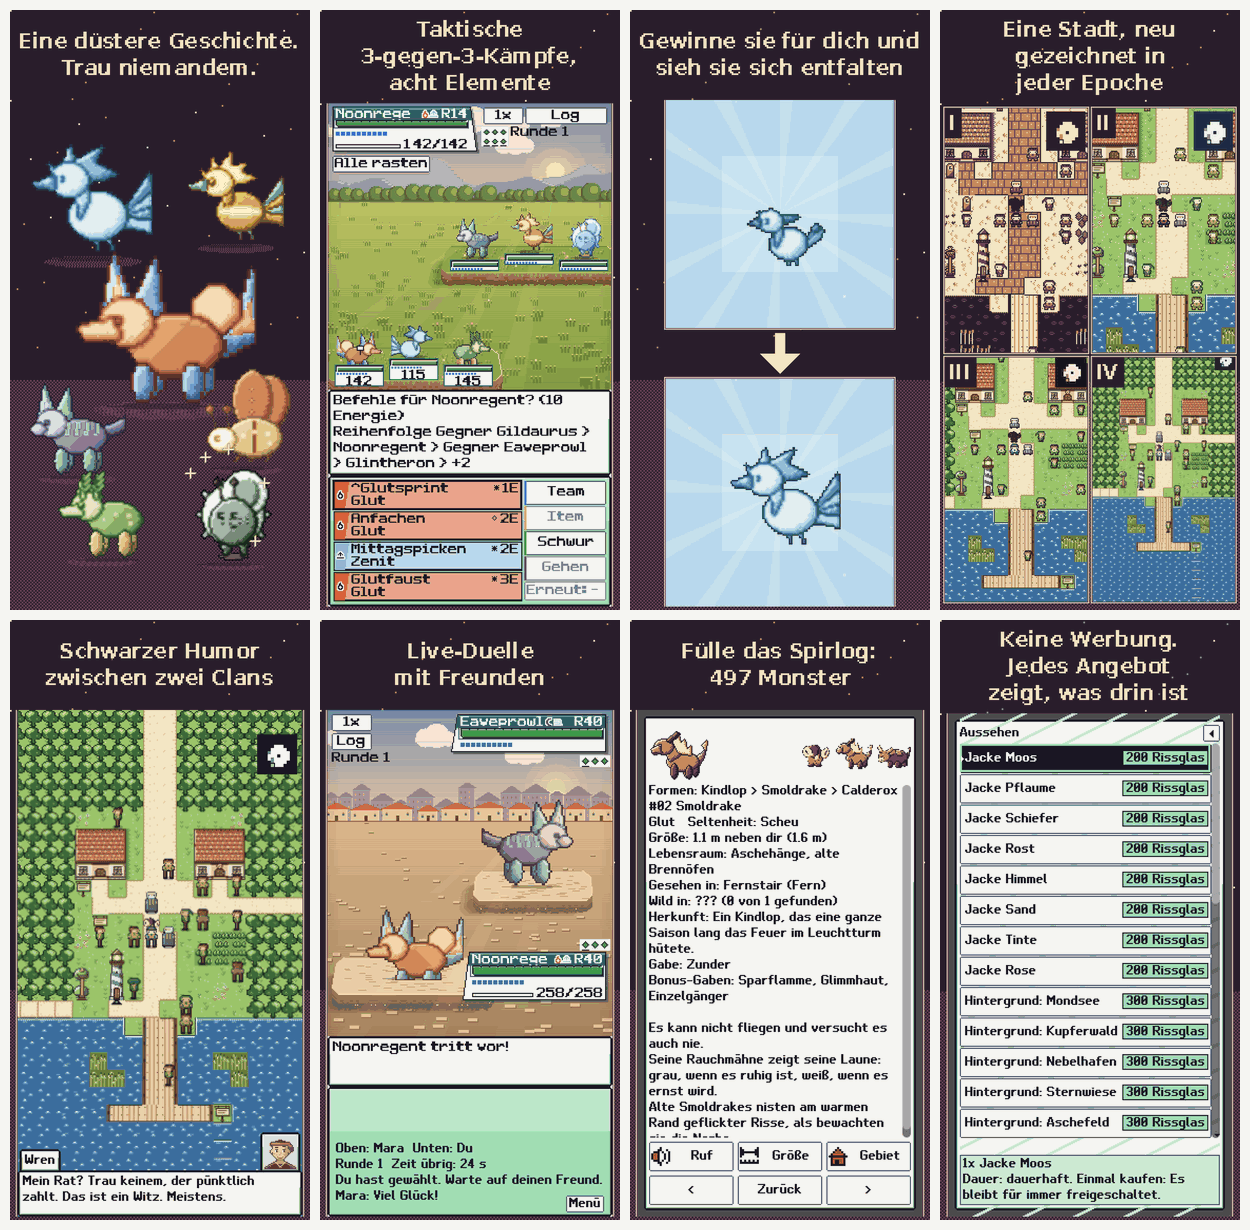 Eine düstere Geschichte.
Trau niemandem.
Taktische
3-gegen-3-Kämpfe,
acht Elemente
Noonrege R14
1x
Log
Runde 1
142/142
Alle rasten
142
115
145
Befehle für Noonregent? (10
Energie)
Reihenfolge Gegner Gildaurus >
Noonregent > Gegner Eaveprowl
> Glintheron > +2
^Glutsprint *1E
Glut
Anfachen ◇2E
Glut
Mittagspicken *2E
Zenit
Glutfaust *3E
Glut
Team
Item
Schwur
Gehen
Erneut: -
Gewinne sie für dich und
sieh sie sich entfalten
Eine Stadt, neu
gezeichnet in
jeder Epoche
I
II
III
IV
Schwarzer Humor
zwischen zwei Clans
Wren
Mein Rat? Trau keinem, der pünktlich
zahlt. Das ist ein Witz. Meistens.
Live-Duelle
mit Freunden
1x
Log
Runde 1
Eaveprowl R40
Noonrege R40
258/258
Noonregent tritt vor!
Oben: Mara Unten: Du
Runde 1 Zeit übrig: 24 s
Du hast gewählt. Warte auf deinen Freund.
Mara: Viel Glück!
Menü
Fülle das Spirlog:
497 Monster
Formen: Kindlop > Smoldrake > Calderox
#02 Smoldrake
Glut Seltenheit: Scheu
Größe: 1.1 m neben dir (1.6 m)
Lebensraum: Aschehänge, alte
Brennöfen
Gesehen in: Fernstair (Fern)
Wild in: ??? (0 von 1 gefunden)
Herkunft: Ein Kindlop, das eine ganze
Saison lang das Feuer im Leuchtturm
hütete.
Gabe: Zunder
Bonus-Gaben: Sparflamme, Glimmhaut,
Einzelgänger
Es kann nicht fliegen und versucht es
auch nie.
Seine Rauchmähne zeigt seine Laune:
grau, wenn es ruhig ist, weiß, wenn es
ernst wird.
Alte Smoldrakes nisten am warmen
Rand geflickter Risse, als bewachten
Ruf
Größe
Gebiet
<
Zurück
>
Keine Werbung.
Jedes Angebot
zeigt, was drin ist
Aussehen
Jacke Moos 200 Rissglas
Jacke Pflaume 200 Rissglas
Jacke Schiefer 200 Rissglas
Jacke Rost 200 Rissglas
Jacke Himmel 200 Rissglas
Jacke Sand 200 Rissglas
Jacke Tinte 200 Rissglas
Jacke Rose 200 Rissglas
Hintergrund: Mondsee 300 Rissglas
Hintergrund: Kupferwald 300 Rissglas
Hintergrund: Nebelhafen 300 Rissglas
Hintergrund: Sternwiese 300 Rissglas
Hintergrund: Aschefeld 300 Rissglas
1x Jacke Moos
Dauer: dauerhaft. Einmal kaufen: Es
bleibt für immer freigeschaltet.